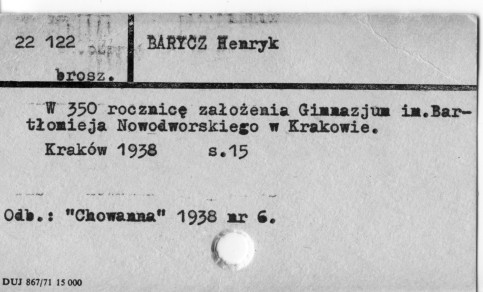 22 122
BARYCZ Henryk
brosz.
W 350 rocznicę założenia Gimnazjum im.Bar-
tłomieja Nowodworskiego w Krakowie.
Kraków 1938 s.15
Odb.: "Chowanna" 1938 nr 6.
DUJ 867/71 15 000